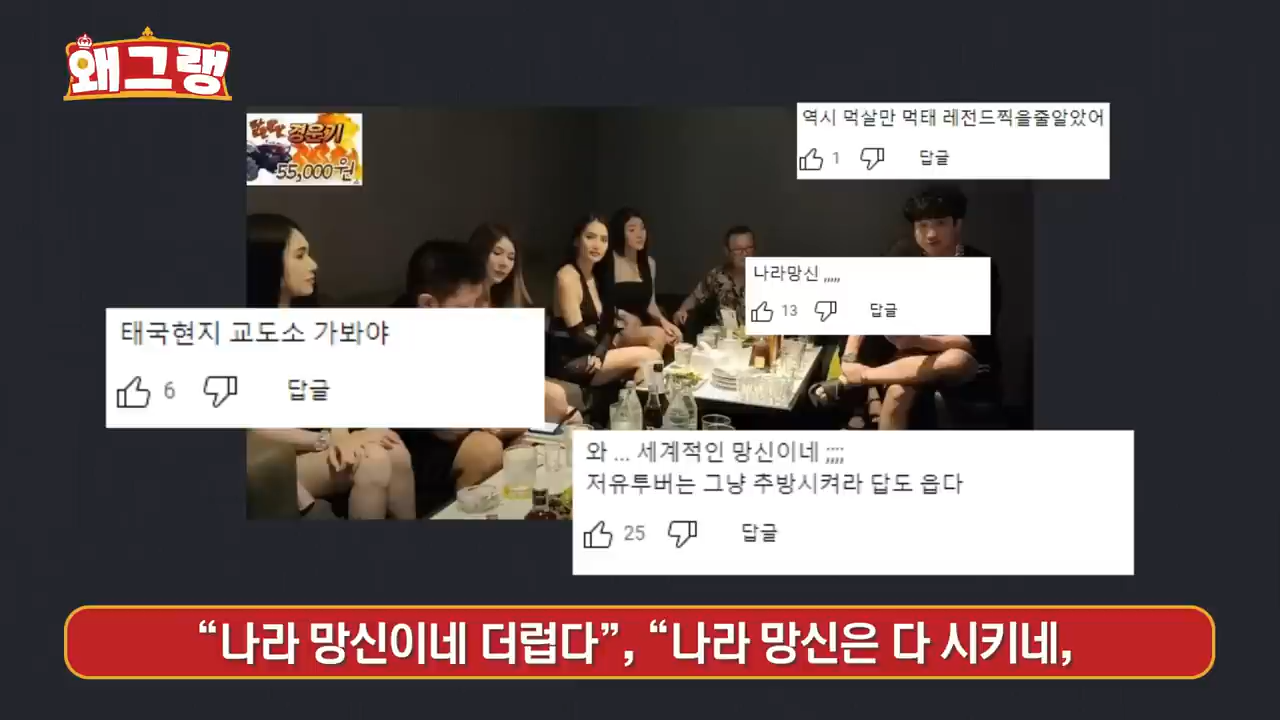 왜그랭
경운기
55,000원
역시 먹살만 먹태 레전드찍을줄알았어
1 답글
나라망신 ,,,,,
13 답글
태국현지 교도소 가봐야
6 답글
와 ... 세계적인 망신이네 ;;;;
저유투버는 그냥 추방시켜라 답도 읍다
25 답글
“나라 망신이네 더럽다”, “나라 망신은 다 시키네,